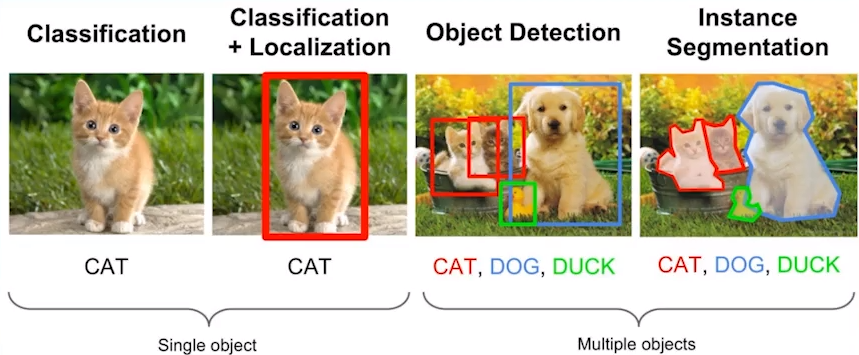 Classification
Classification
+ Localization
Object Detection
Instance
Segmentation
CAT
CAT
CAT, DOG, DUCK
CAT, DOG, DUCK
Single object
Multiple objects